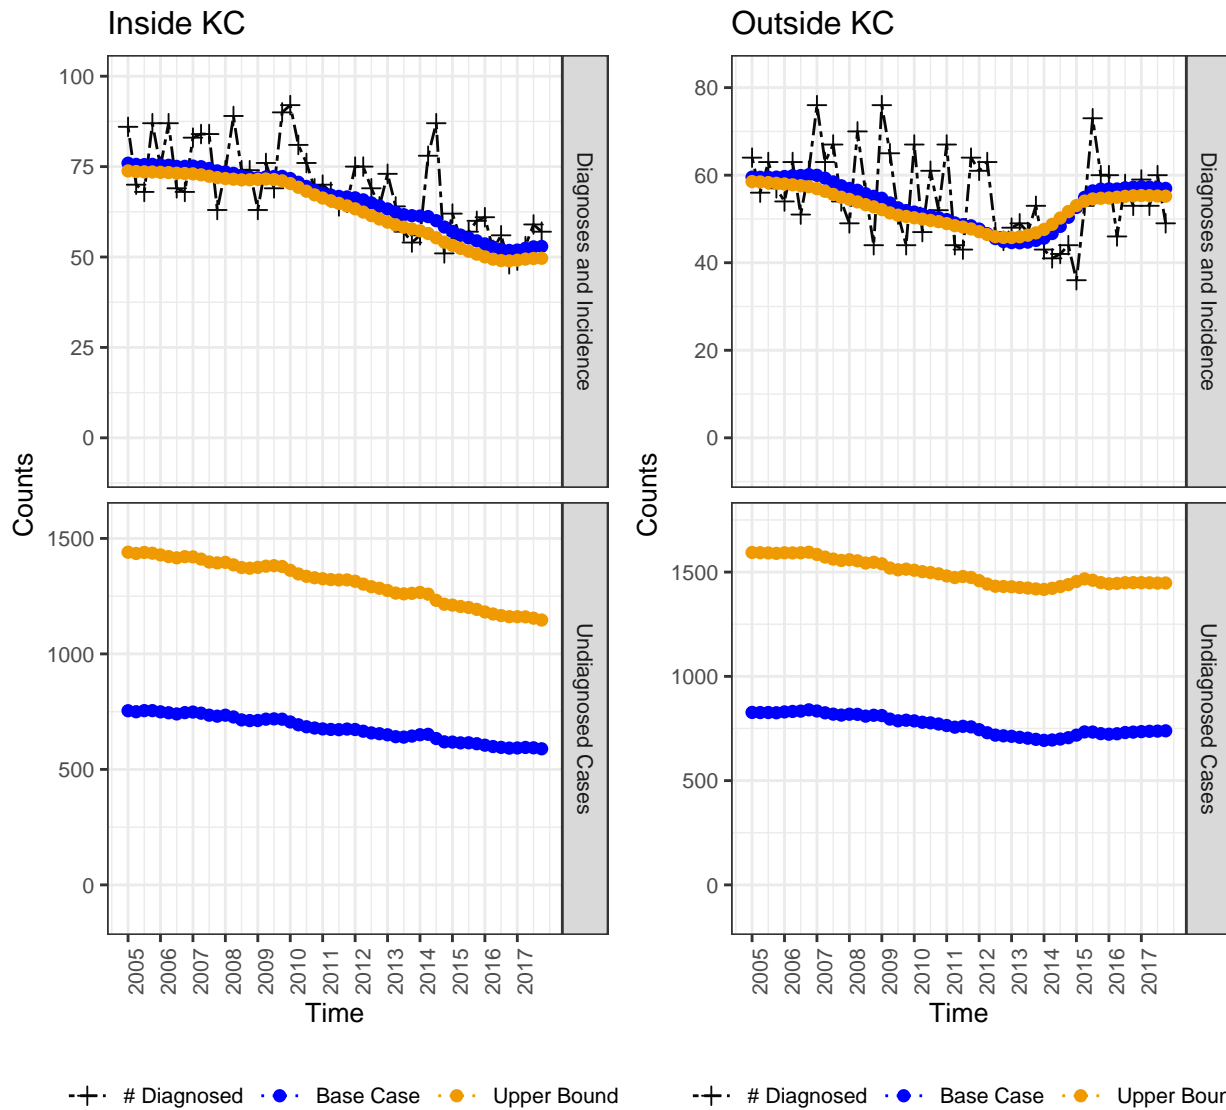 Inside KC
Outside KC
100
75
50
25
0
Diagnoses and Incidence
80
60
40
20
0
Diagnoses and Incidence
Counts
Counts
1500
1000
500
0
Undiagnosed Cases
1500
1000
500
0
Undiagnosed Cases
2005 2006 2007 2008 2009 2010 2011 2012 2013 2014 2015 2016 2017
2005 2006 2007 2008 2009 2010 2011 2012 2013 2014 2015 2016 2017
Time
Time
# Diagnosed Base Case Upper Bound
# Diagnosed Base Case Upper Boun